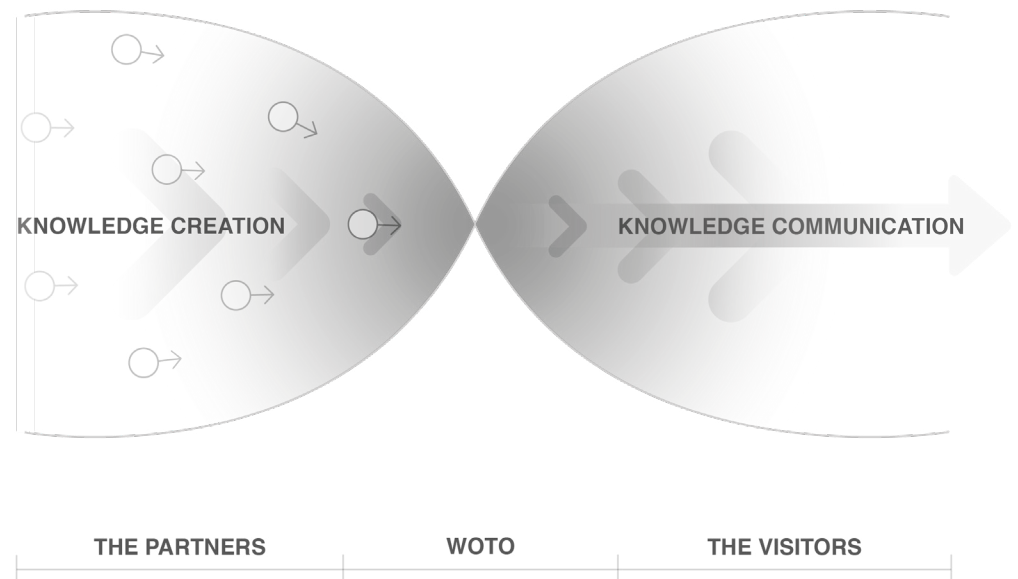 KNOWLEDGE CREATION
KNOWLEDGE COMMUNICATION
THE PARTNERS
WOTO
THE VISITORS